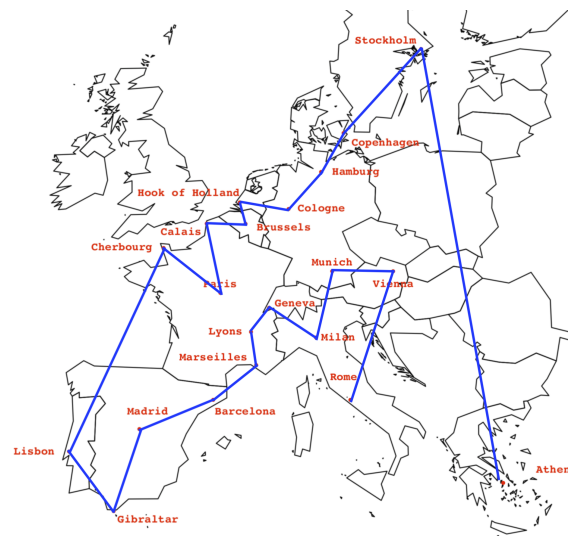 Stockholm
Copenhagen
Hamburg
Hook of Holland
Cologne
Calais
Brussels
Cherbourg
Munich
Vienna
Paris
Geneva
Lyons
Milan
Marseilles
Rome
Barcelona
Madrid
Lisbon
Athen
Gibraltar